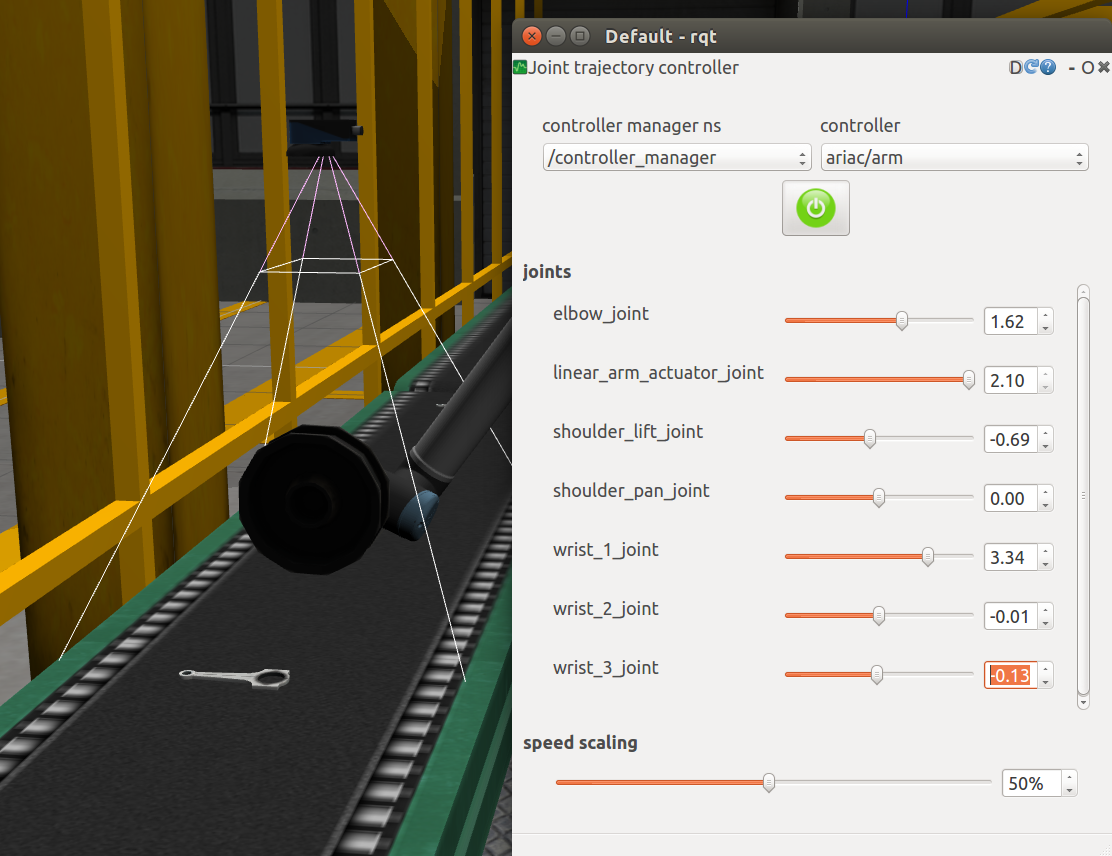 Default - rqt
Joint trajectory controller
D - O
controller manager ns controller
/controller_manager ariac/arm
joints
elbow_joint 1.62
linear_arm_actuator_joint 2.10
shoulder_lift_joint -0.69
shoulder_pan_joint 0.00
wrist_1_joint 3.34
wrist_2_joint -0.01
wrist_3_joint -0.13
speed scaling
50%